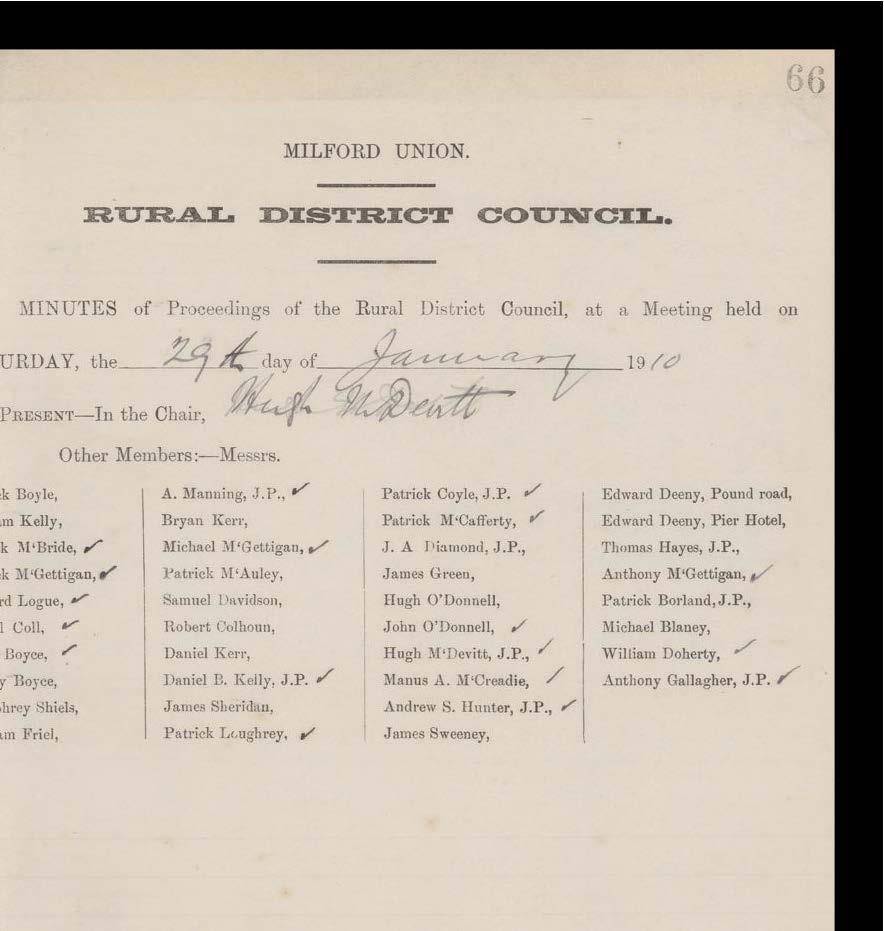 66
MILFORD UNION.
RURAL DISTRICT COUNCIL.
MINUTES of Proceedings of the Rural District Council, at a Meeting held on
URDAY, the 29th day of January 1910
PRESENT—In the Chair, Hugh McDevitt
Other Members:—Messrs.
k Boyle,
m Kelly,
k M‘Bride, ✓
k M‘Gettigan, ✓
rd Logue, ✓
l Coll, ✓
Boyce, ✓
y Boyce,
hrey Shiels,
m Friel,
A. Manning, J.P., ✓
Bryan Kerr,
Michael M‘Gettigan, ✓
Patrick M‘Auley,
Samuel Davidson,
Robert Colhoun,
Daniel Kerr,
Daniel B. Kelly, J.P. ✓
James Sheridan,
Patrick Loughrey, ✓
Patrick Coyle, J.P. ✓
Patrick M‘Cafferty, ✓
J. A Diamond, J.P.,
James Green,
Hugh O’Donnell,
John O’Donnell, ✓
Hugh M‘Devitt, J.P., ✓
Manus A. M‘Creadie, ✓
Andrew S. Hunter, J.P., ✓
James Sweeney,
Edward Deeny, Pound road,
Edward Deeny, Pier Hotel,
Thomas Hayes, J.P.,
Anthony M‘Gettigan, ✓
Patrick Borland, J.P.,
Michael Blaney,
William Doherty, ✓
Anthony Gallagher, J.P. ✓